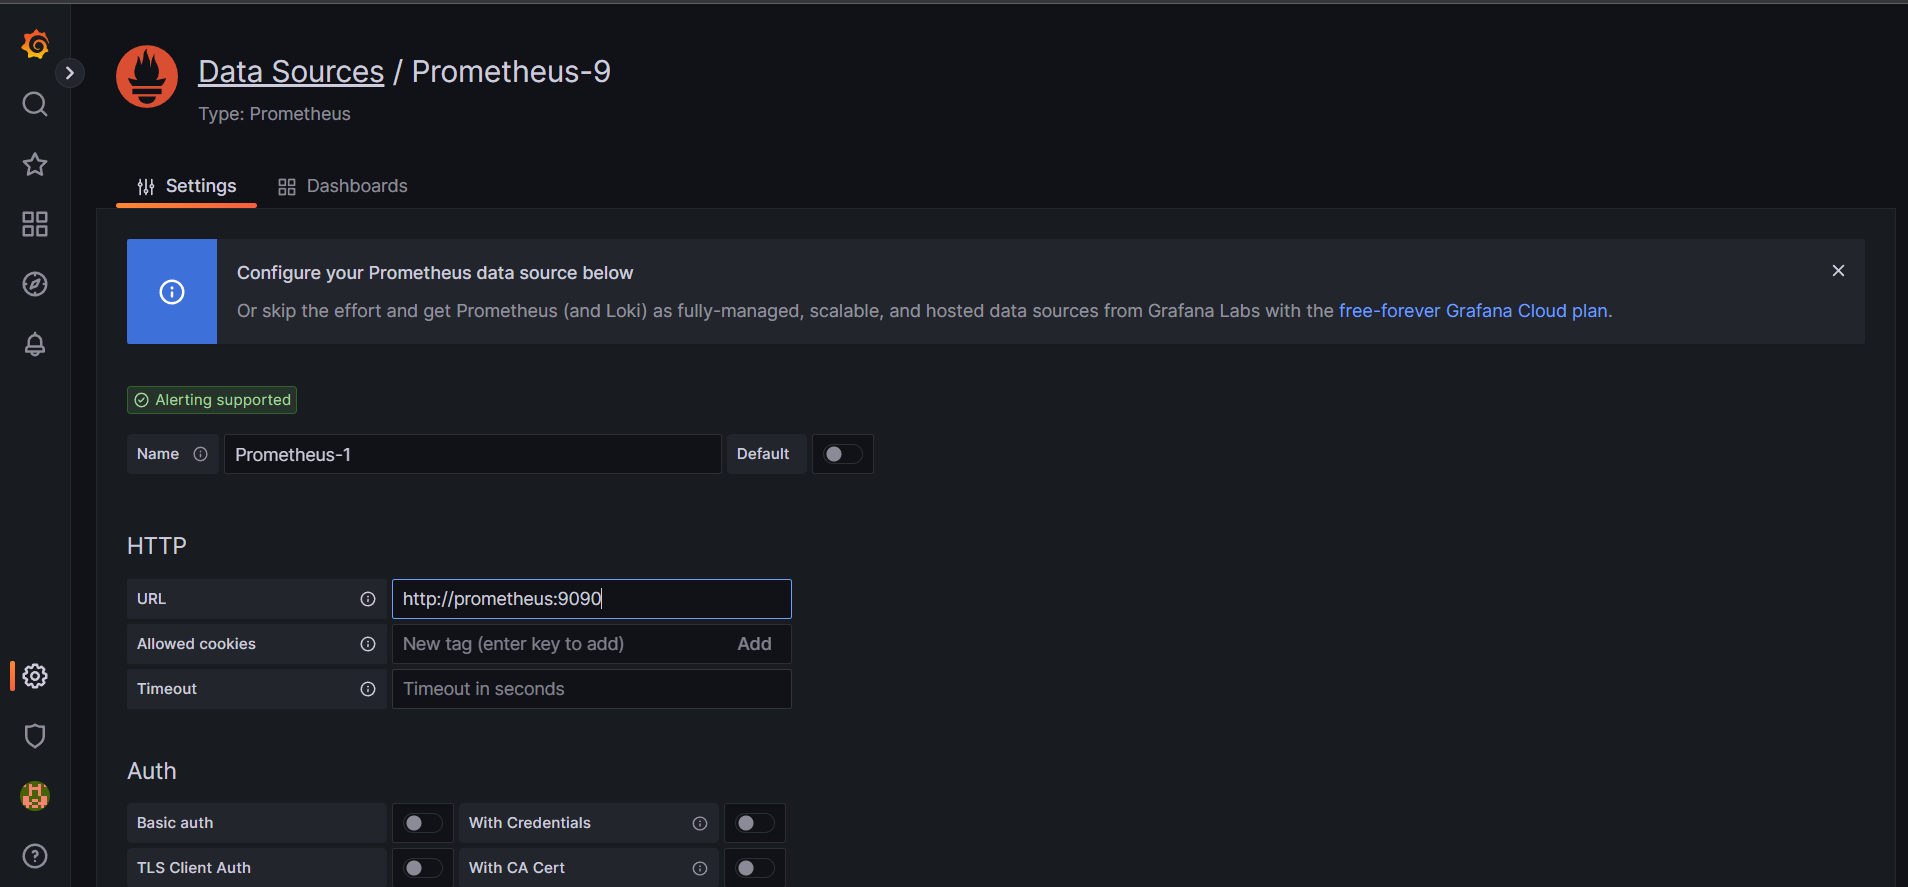 Data Sources / Prometheus-9
Type: Prometheus
Settings
Dashboards
Configure your Prometheus data source below
Or skip the effort and get Prometheus (and Loki) as fully-managed, scalable, and hosted data sources from Grafana Labs with the free-forever Grafana Cloud plan.
Alerting supported
Name
Prometheus-1
Default
HTTP
URL
http://prometheus:9090
Allowed cookies
New tag (enter key to add)
Add
Timeout
Timeout in seconds
Auth
Basic auth
With Credentials
TLS Client Auth
With CA Cert